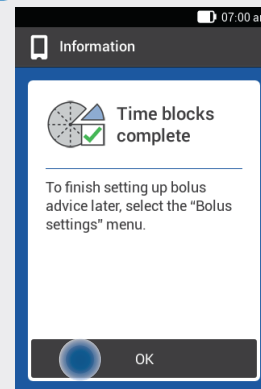 07:00 a
Information
Time blocks
complete
To finish setting up bolus
advice later, select the “Bolus
settings” menu.
OK